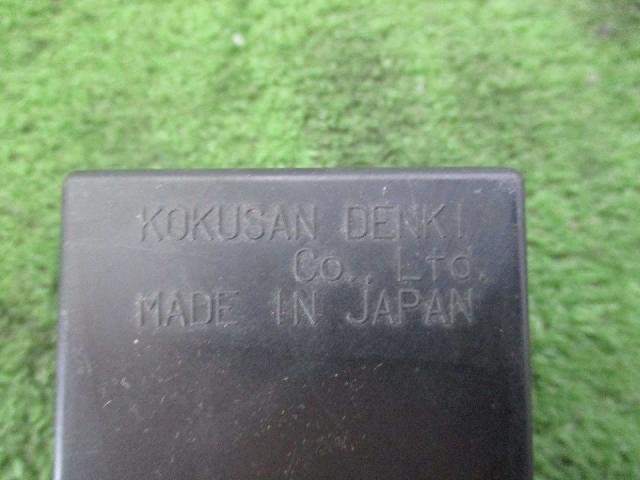 KOKUSAN DENKI
Co., Ltd.
MADE IN JAPAN